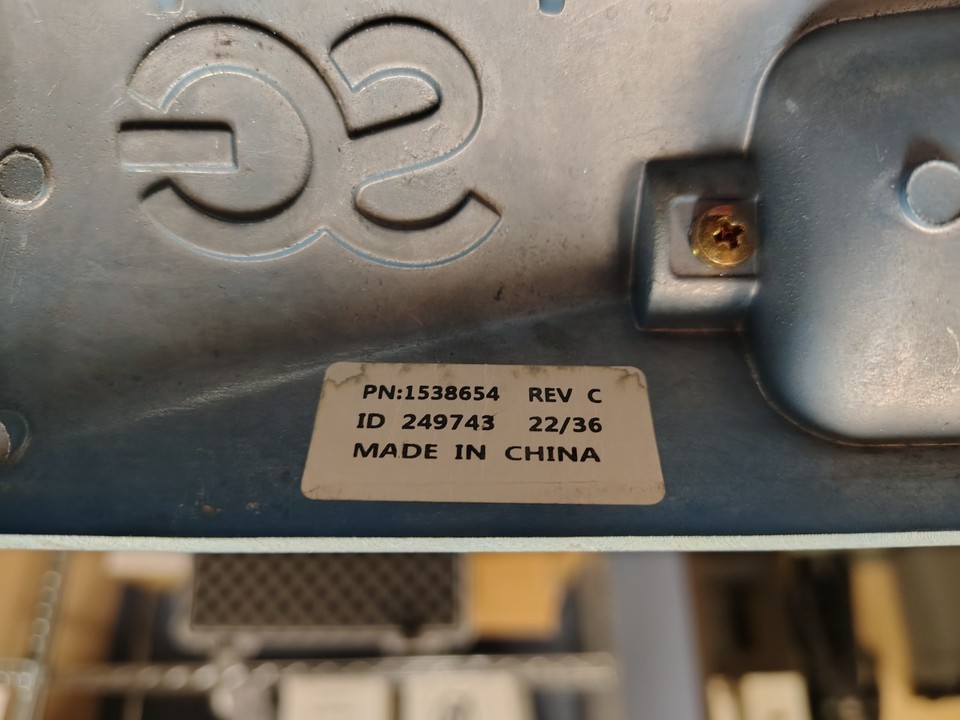 PN:1538654 REV C
ID 249743 22/36
MADE IN CHINA